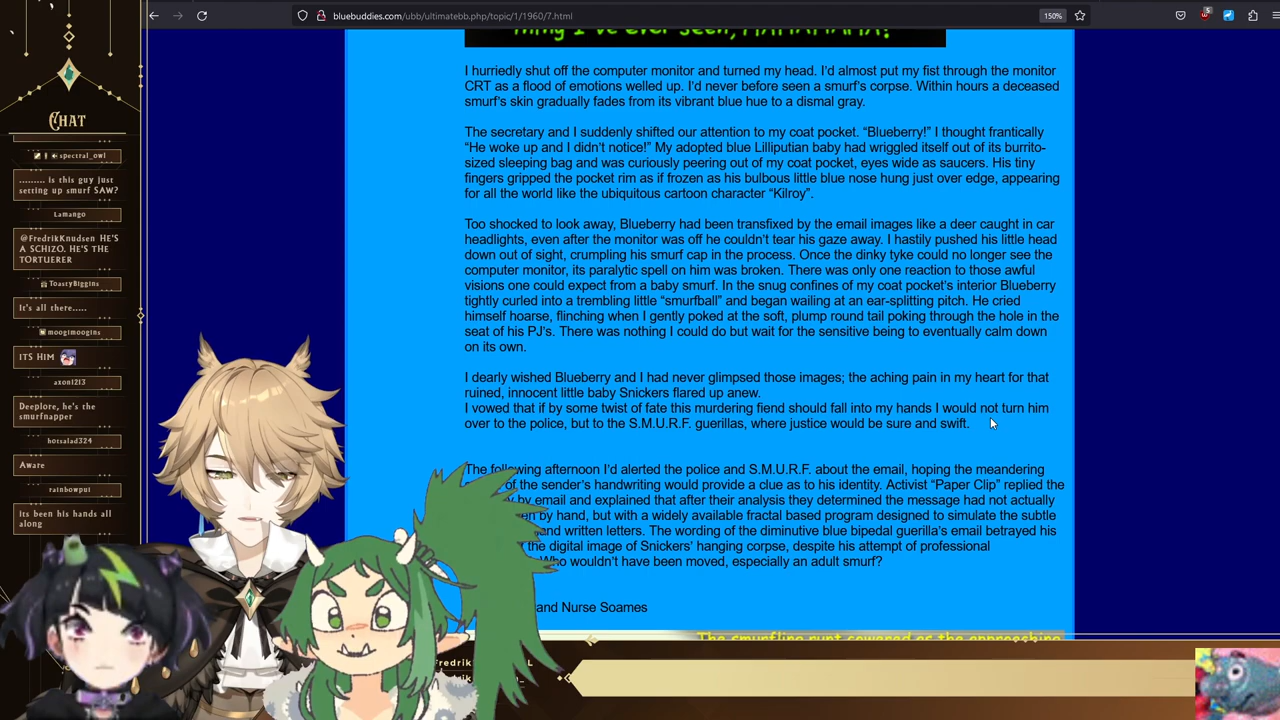 bluebuddies.com/ubb/ultimatebb.php/topic/1/1960/7.html
150%
5
CHAT
spectral_owl
......... is this guy just
setting up smurf SAW?
Lamango
@FredrikKnudsen HE'S
A SCHIZO. HE'S THE
TORTUERER
ToastyBiggins
It's all there.....
moogimoogins
ITS HIM
axon1213
Deeplore, he's the
smurfnapper
hotsalad324
Aware
rainbowpui
Its been his hands all
along
thing I've ever seen, HAHAHAHA!
I hurriedly shut off the computer monitor and turned my head. I'd almost put my fist through the monitor
CRT as a flood of emotions welled up. I'd never before seen a smurf's corpse. Within hours a deceased
smurf's skin gradually fades from its vibrant blue hue to a dismal gray.
The secretary and I suddenly shifted our attention to my coat pocket. “Blueberry!” I thought frantically
“He woke up and I didn't notice!” My adopted blue Lilliputian baby had wriggled itself out of its burrito-
sized sleeping bag and was curiously peering out of my coat pocket, eyes wide as saucers. His tiny
fingers gripped the pocket rim as if frozen as his bulbous little blue nose hung just over edge, appearing
for all the world like the ubiquitous cartoon character “Kilroy”.
Too shocked to look away, Blueberry had been transfixed by the email images like a deer caught in car
headlights, even after the monitor was off he couldn't tear his gaze away. I hastily pushed his little head
down out of sight, crumpling his smurf cap in the process. Once the dinky tyke could no longer see the
computer monitor, its paralytic spell on him was broken. There was only one reaction to those awful
visions one could expect from a baby smurf. In the snug confines of my coat pocket's interior Blueberry
tightly curled into a trembling little “smurfball” and began wailing at an ear-splitting pitch. He cried
himself hoarse, flinching when I gently poked at the soft, plump round tail poking through the hole in the
seat of his PJ's. There was nothing I could do but wait for the sensitive being to eventually calm down
on its own.
I dearly wished Blueberry and I had never glimpsed those images; the aching pain in my heart for that
ruined, innocent little baby Snickers flared up anew.
I vowed that if by some twist of fate this murdering fiend should fall into my hands I would not turn him
over to the police, but to the S.M.U.R.F. guerillas, where justice would be sure and swift.
The following afternoon I'd alerted the police and S.M.U.R.F. about the email, hoping the meandering
of the sender's handwriting would provide a clue as to his identity. Activist “Paper Clip” replied the
by email and explained that after their analysis they determined the message had not actually
by hand, but with a widely available fractal based program designed to simulate the subtle
written letters. The wording of the diminutive blue bipedal guerilla's email betrayed his
the digital image of Snickers' hanging corpse, despite his attempt of professional
Who wouldn't have been moved, especially an adult smurf?
and Nurse Soames
The smurfling runt cowered as the approaching
Fredrik